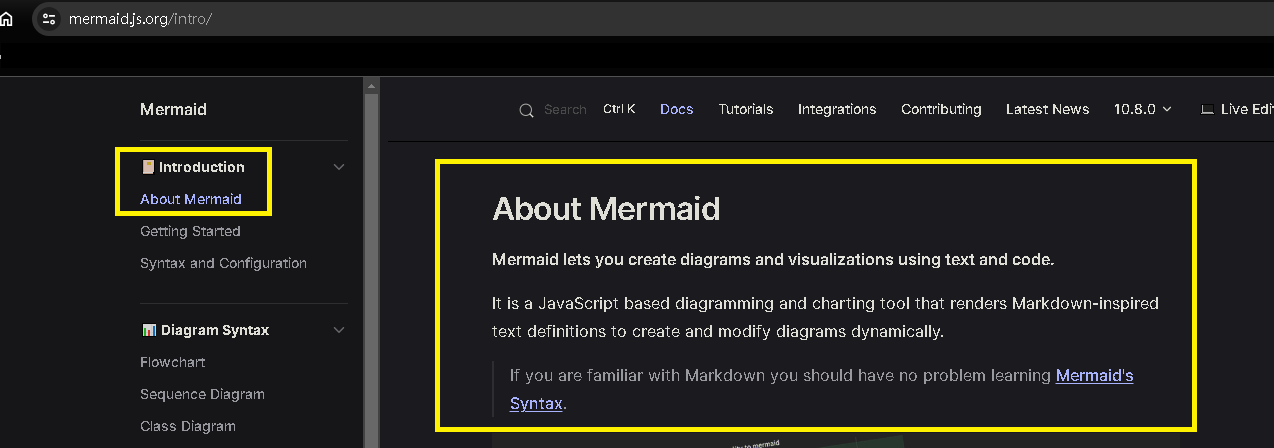 mermaid.js.org/intro/
Mermaid
Search Ctrl K Docs Tutorials Integrations Contributing Latest News 10.8.0 Live Edi
Introduction
About Mermaid
Getting Started
Syntax and Configuration
Diagram Syntax
Flowchart
Sequence Diagram
Class Diagram
About Mermaid
Mermaid lets you create diagrams and visualizations using text and code.
It is a JavaScript based diagramming and charting tool that renders Markdown-inspired
text definitions to create and modify diagrams dynamically.
If you are familiar with Markdown you should have no problem learning Mermaid's
Syntax.
to mermaid